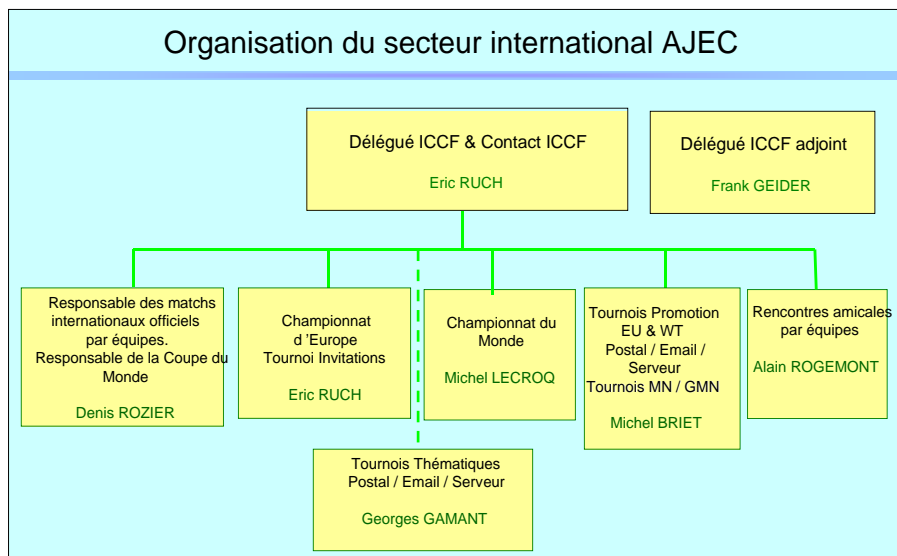 Organisation du secteur international AJEC
Délégué ICCF & Contact ICCF
Eric RUCH
Délégué ICCF adjoint
Frank GEIDER
Responsable des matchs
internationaux officiels
par équipes.
Responsable de la Coupe du
Monde
Denis ROZIER
Championnat
d 'Europe
Tournoi Invitations
Eric RUCH
Championnat du
Monde
Michel LECROQ
Tournois Promotion
EU & WT
Postal / Email /
Serveur
Tournois MN / GMN
Michel BRIET
Rencontres amicales
par équipes
Alain ROGEMONT
Tournois Thématiques
Postal / Email / Serveur
Georges GAMANT